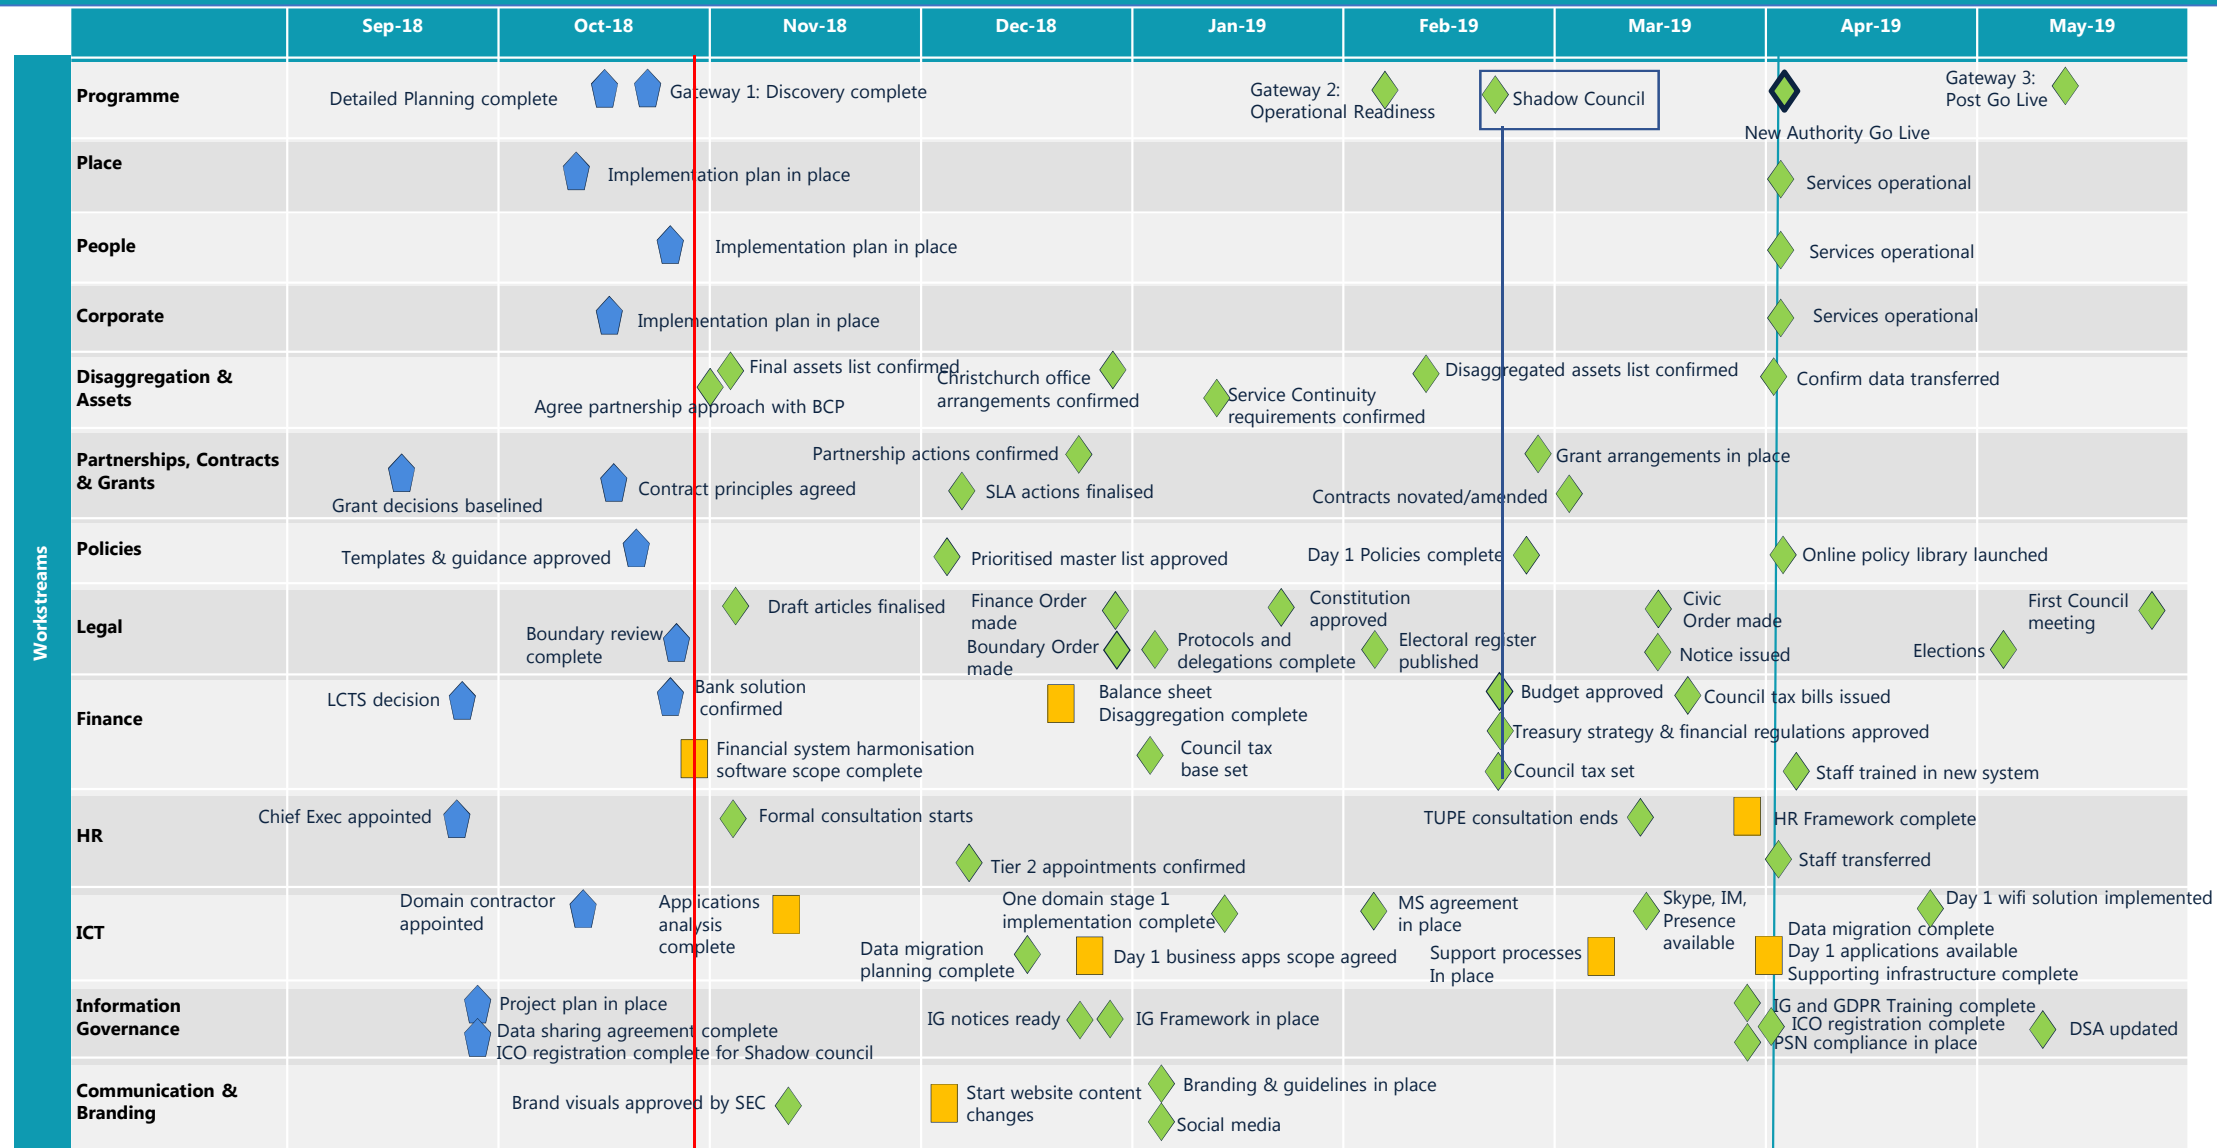 Sep-18
Oct-18
Nov-18
Dec-18
Jan-19
Feb-19
Mar-19
Apr-19
May-19
Workstreams
Programme
Detailed Planning complete
Gateway 1: Discovery complete
Gateway 2:
Operational Readiness
Shadow Council
New Authority Go Live
Gateway 3:
Post Go Live
Place
Implementation plan in place
Services operational
People
Implementation plan in place
Services operational
Corporate
Implementation plan in place
Services operational
Disaggregation &
Assets
Final assets list confirmed
Agree partnership approach with BCP
Christchurch office
arrangements confirmed
Service Continuity
requirements confirmed
Disaggregated assets list confirmed
Confirm data transferred
Partnerships, Contracts
& Grants
Grant decisions baselined
Contract principles agreed
Partnership actions confirmed
SLA actions finalised
Grant arrangements in place
Contracts novated/amended
Policies
Templates & guidance approved
Prioritised master list approved
Day 1 Policies complete
Online policy library launched
Legal
Boundary review
complete
Draft articles finalised
Finance Order
made
Boundary Order
made
Protocols and
delegations complete
Constitution
approved
Electoral register
published
Civic
Order made
Notice issued
Elections
First Council
meeting
Finance
LCTS decision
Bank solution
confirmed
Financial system harmonisation
software scope complete
Balance sheet
Disaggregation complete
Council tax
base set
Budget approved
Treasury strategy & financial regulations approved
Council tax set
Council tax bills issued
Staff trained in new system
HR
Chief Exec appointed
Formal consultation starts
Tier 2 appointments confirmed
TUPE consultation ends
HR Framework complete
Staff transferred
ICT
Domain contractor
appointed
Applications
analysis
complete
One domain stage 1
implementation complete
Data migration
planning complete
Day 1 business apps scope agreed
MS agreement
in place
Support processes
In place
Skype, IM,
Presence
available
Day 1 wifi solution implemented
Data migration complete
Day 1 applications available
Supporting infrastructure complete
Information
Governance
Project plan in place
Data sharing agreement complete
ICO registration complete for Shadow council
IG notices ready
IG Framework in place
IG and GDPR Training complete
ICO registration complete
PSN compliance in place
DSA updated
Communication &
Branding
Brand visuals approved by SEC
Start website content
changes
Branding & guidelines in place
Social media